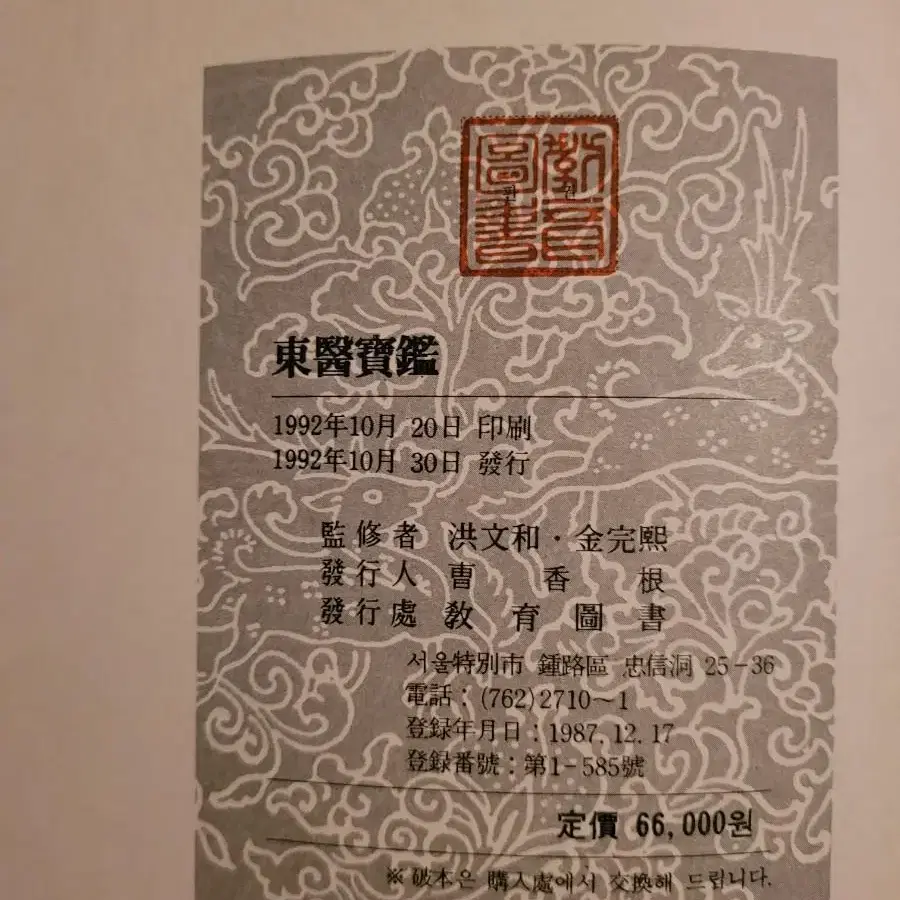 敎育
圖書
판 권
東醫寶鑑
1992年10月 20日 印刷
1992年10月 30日 發行
監修者 洪文和·金完熙
發行人 曺香根
發行處 敎育圖書
서울特別市 鍾路區 忠信洞 25-36
電話:(762)2710~1
登録年月日:1987.12.17
登録番號:第1-585號
定價 66,000원
※破本은 購入處에서 交換해 드립니다.